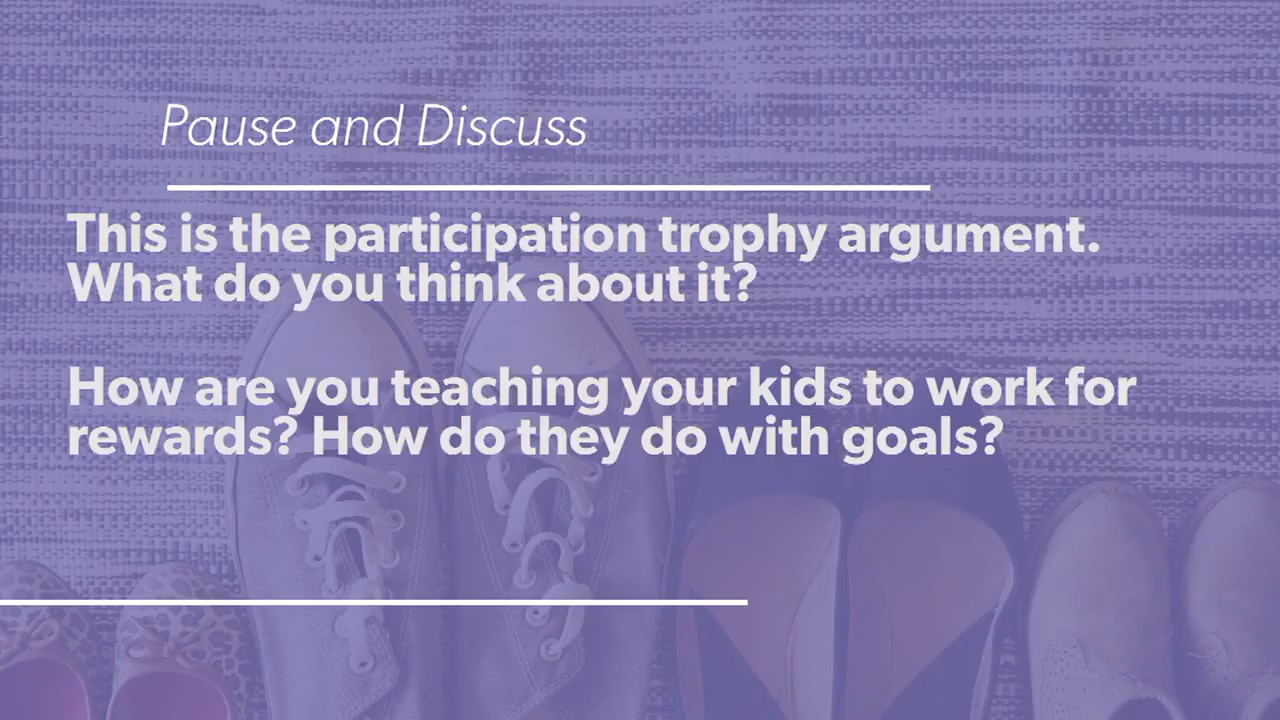 Pause and Discuss
This is the participation trophy argument.
What do you think about it?
How are you teaching your kids to work for
rewards? How do they do with goals?